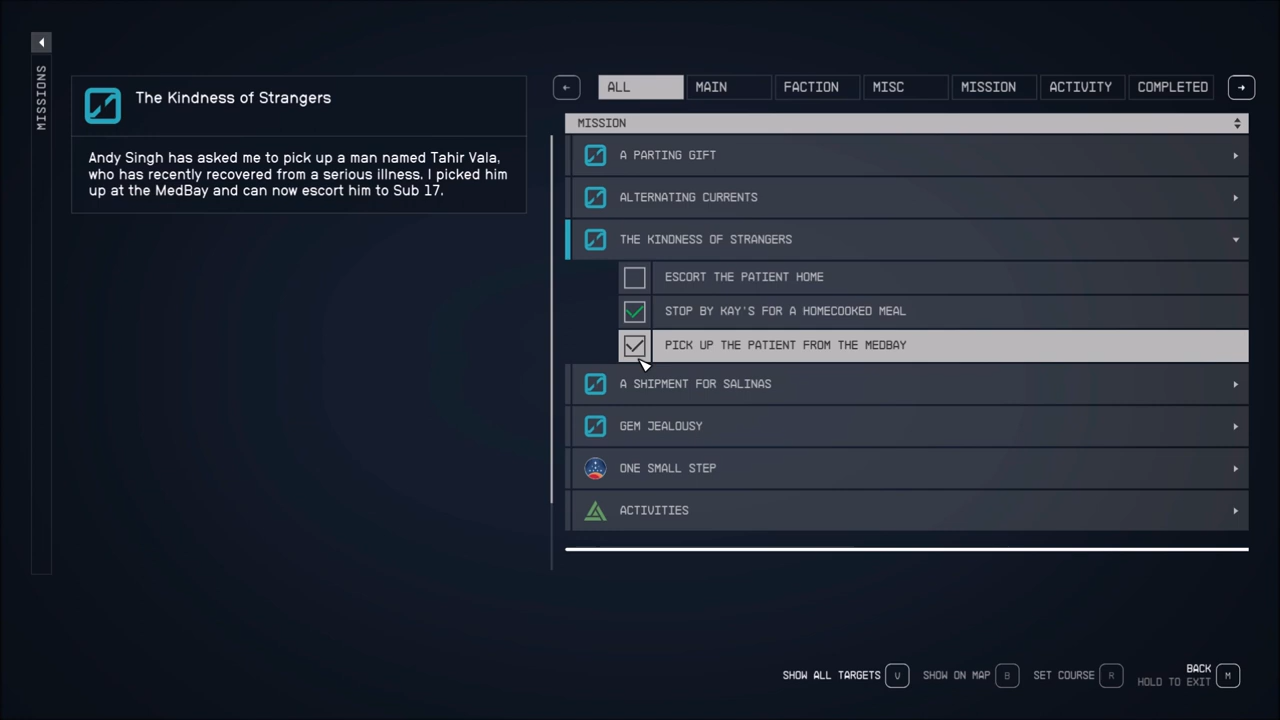 MISSIONS
The Kindness of Strangers
Andy Singh has asked me to pick up a man named Tahir Vala,
who has recently recovered from a serious illness. I picked him
up at the MedBay and can now escort him to Sub 17.
ALL MAIN FACTION MISC MISSION ACTIVITY COMPLETED
MISSION
A PARTING GIFT
ALTERNATING CURRENTS
THE KINDNESS OF STRANGERS
ESCORT THE PATIENT HOME
STOP BY KAY'S FOR A HOMECOOKED MEAL
PICK UP THE PATIENT FROM THE MEDBAY
A SHIPMENT FOR SALINAS
GEM JEALOUSY
ONE SMALL STEP
ACTIVITIES
SHOW ALL TARGETS V SHOW ON MAP B SET COURSE R BACK M
HOLD TO EXIT